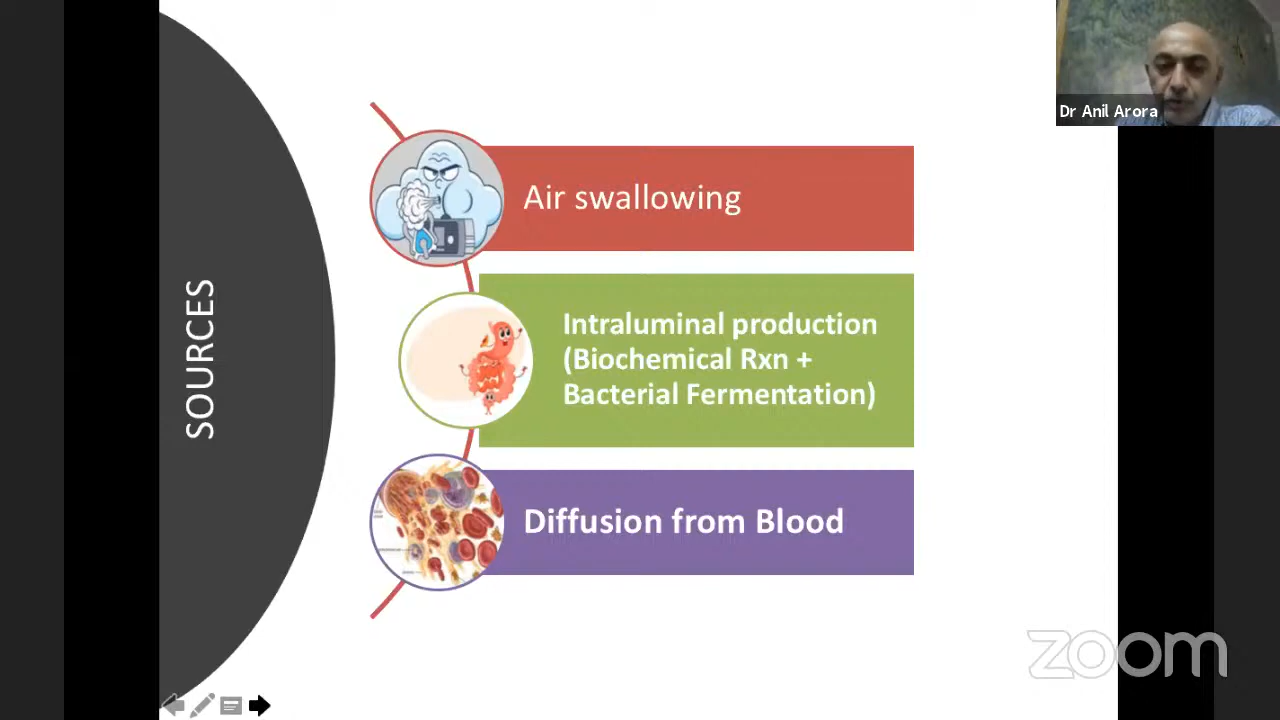 Dr Anil Arora
SOURCES
Air swallowing
Intraluminal production
(Biochemical Rxn +
Bacterial Fermentation)
Diffusion from Blood
zoom